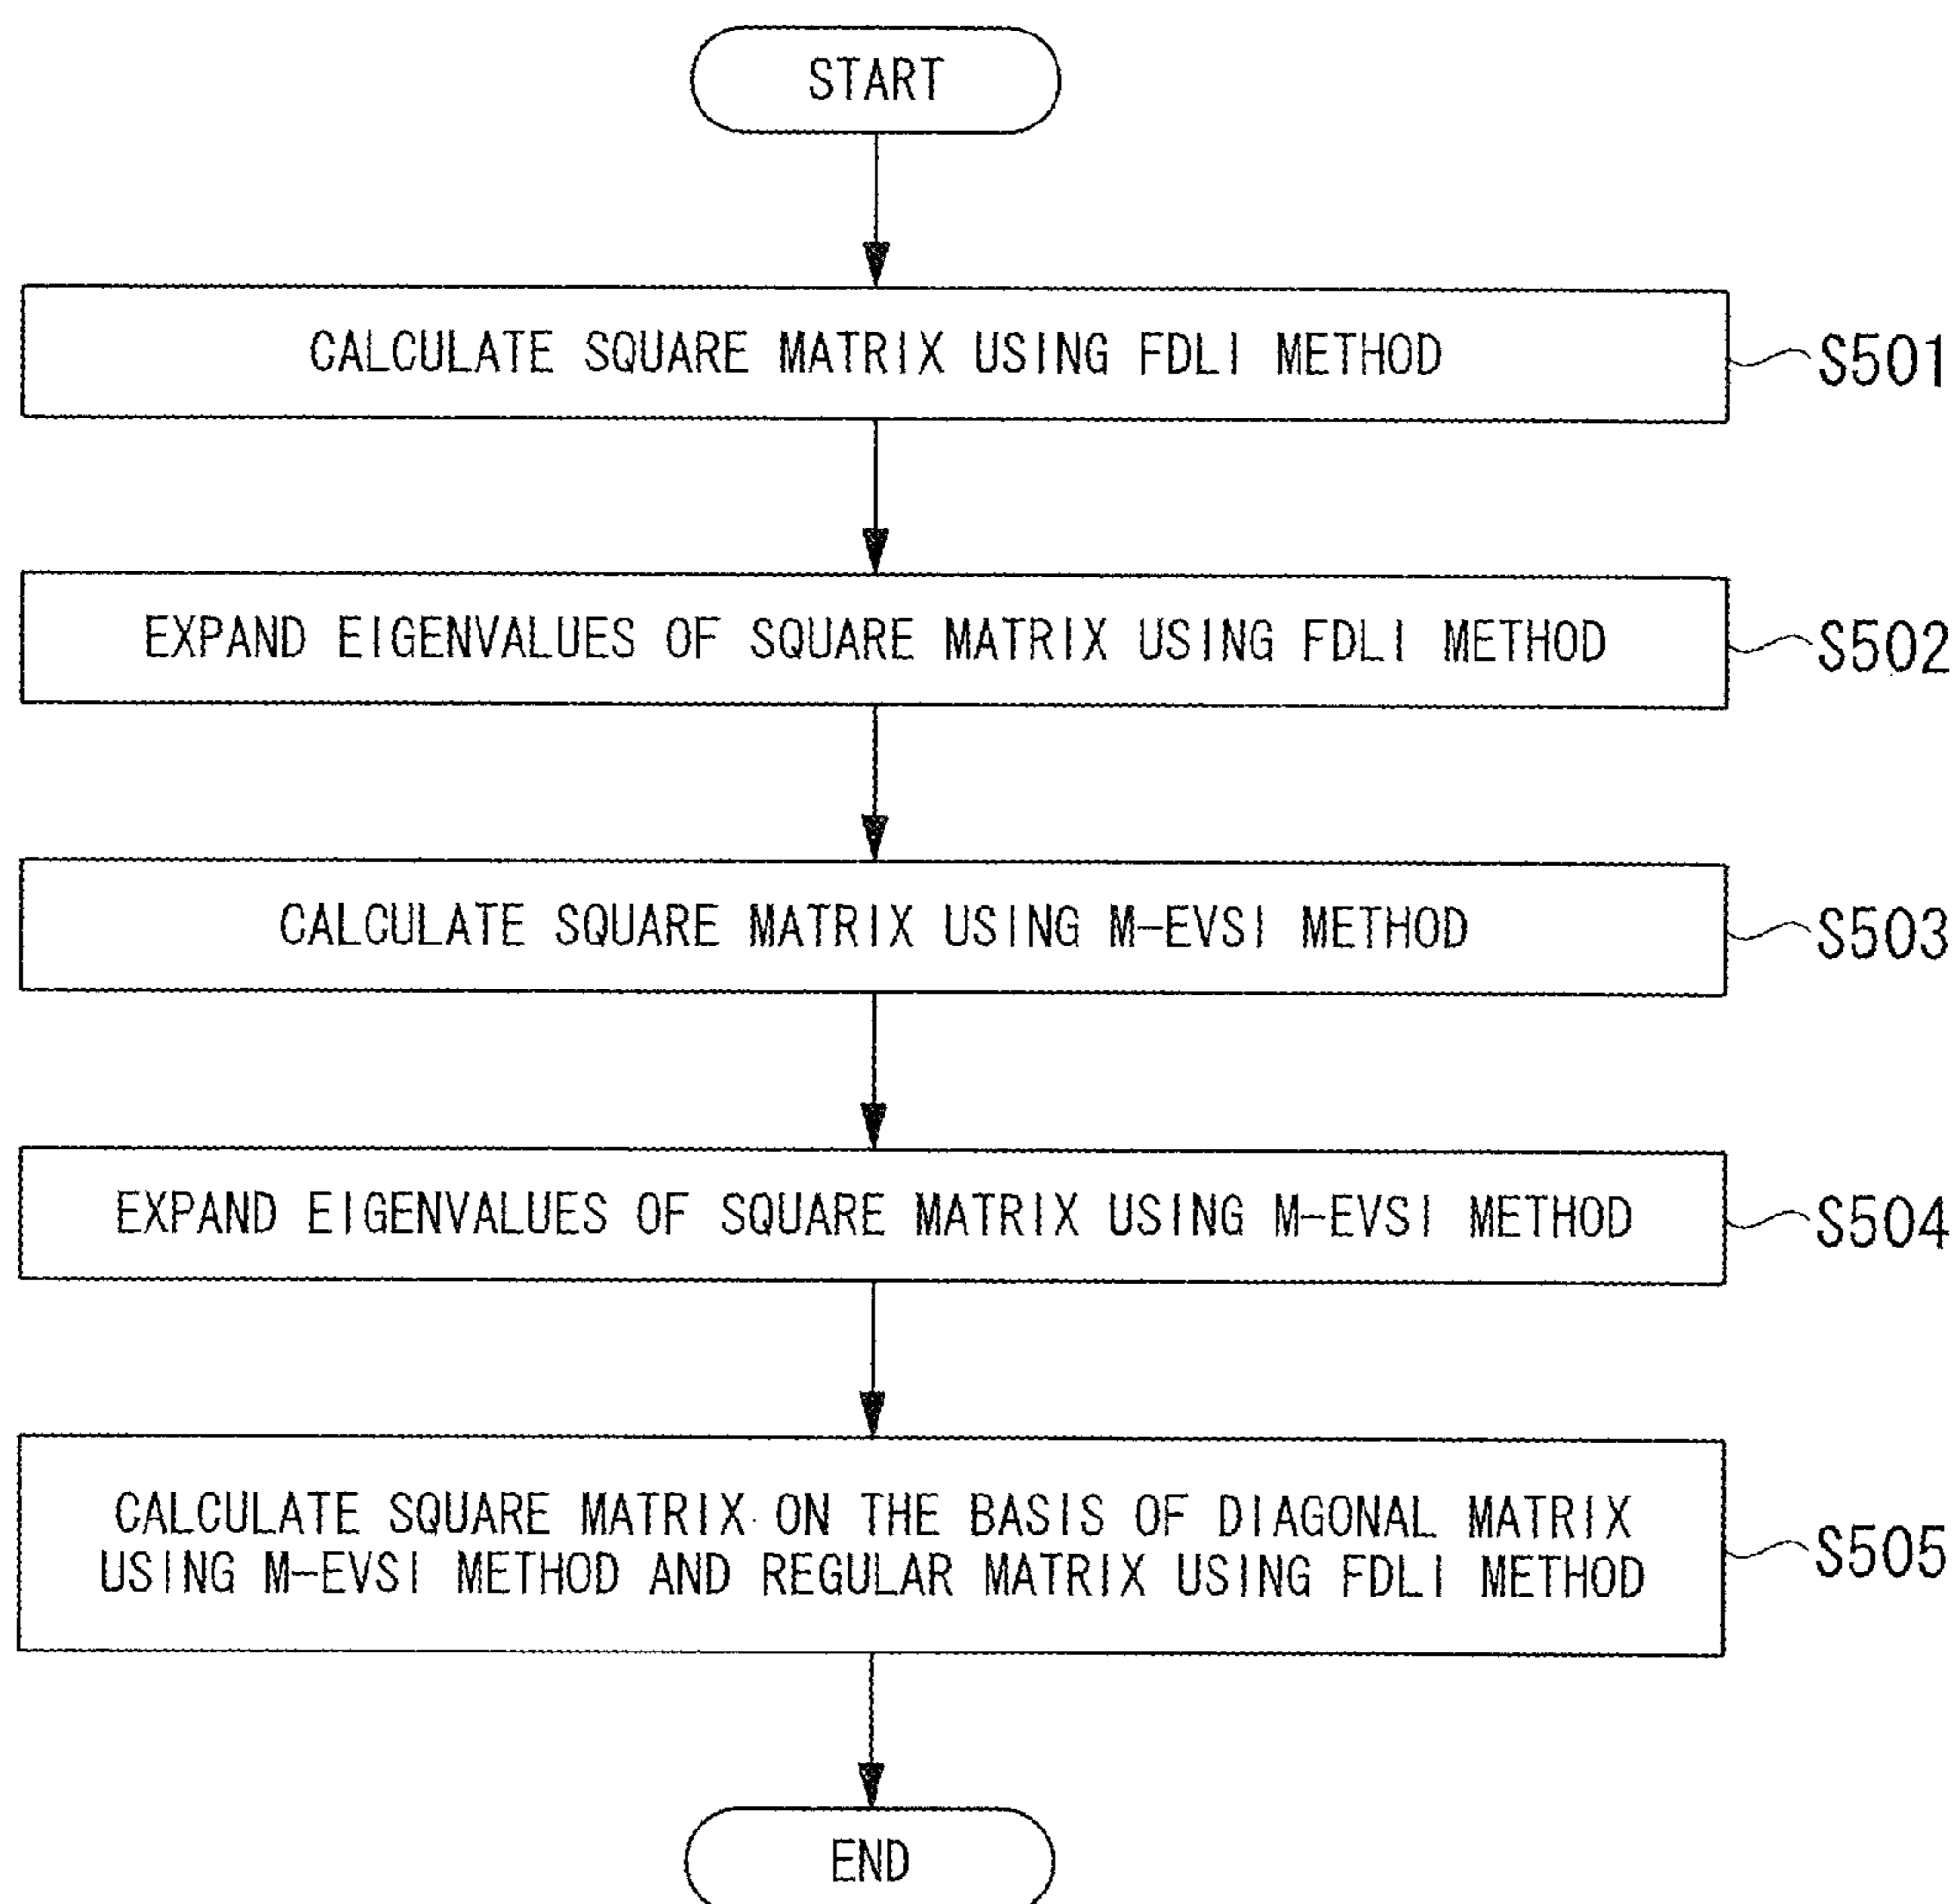 START
CALCULATE SQUARE MATRIX USING FDLI METHOD
S501
EXPAND EIGENVALUES OF SQUARE MATRIX USING FDLI METHOD
S502
CALCULATE SQUARE MATRIX USING M-EVSI METHOD
S503
EXPAND EIGENVALUES OF SQUARE MATRIX USING M-EVSI METHOD
S504
CALCULATE SQUARE MATRIX ON THE BASIS OF DIAGONAL MATRIX
USING M-EVSI METHOD AND REGULAR MATRIX USING FDLI METHOD
S505
END